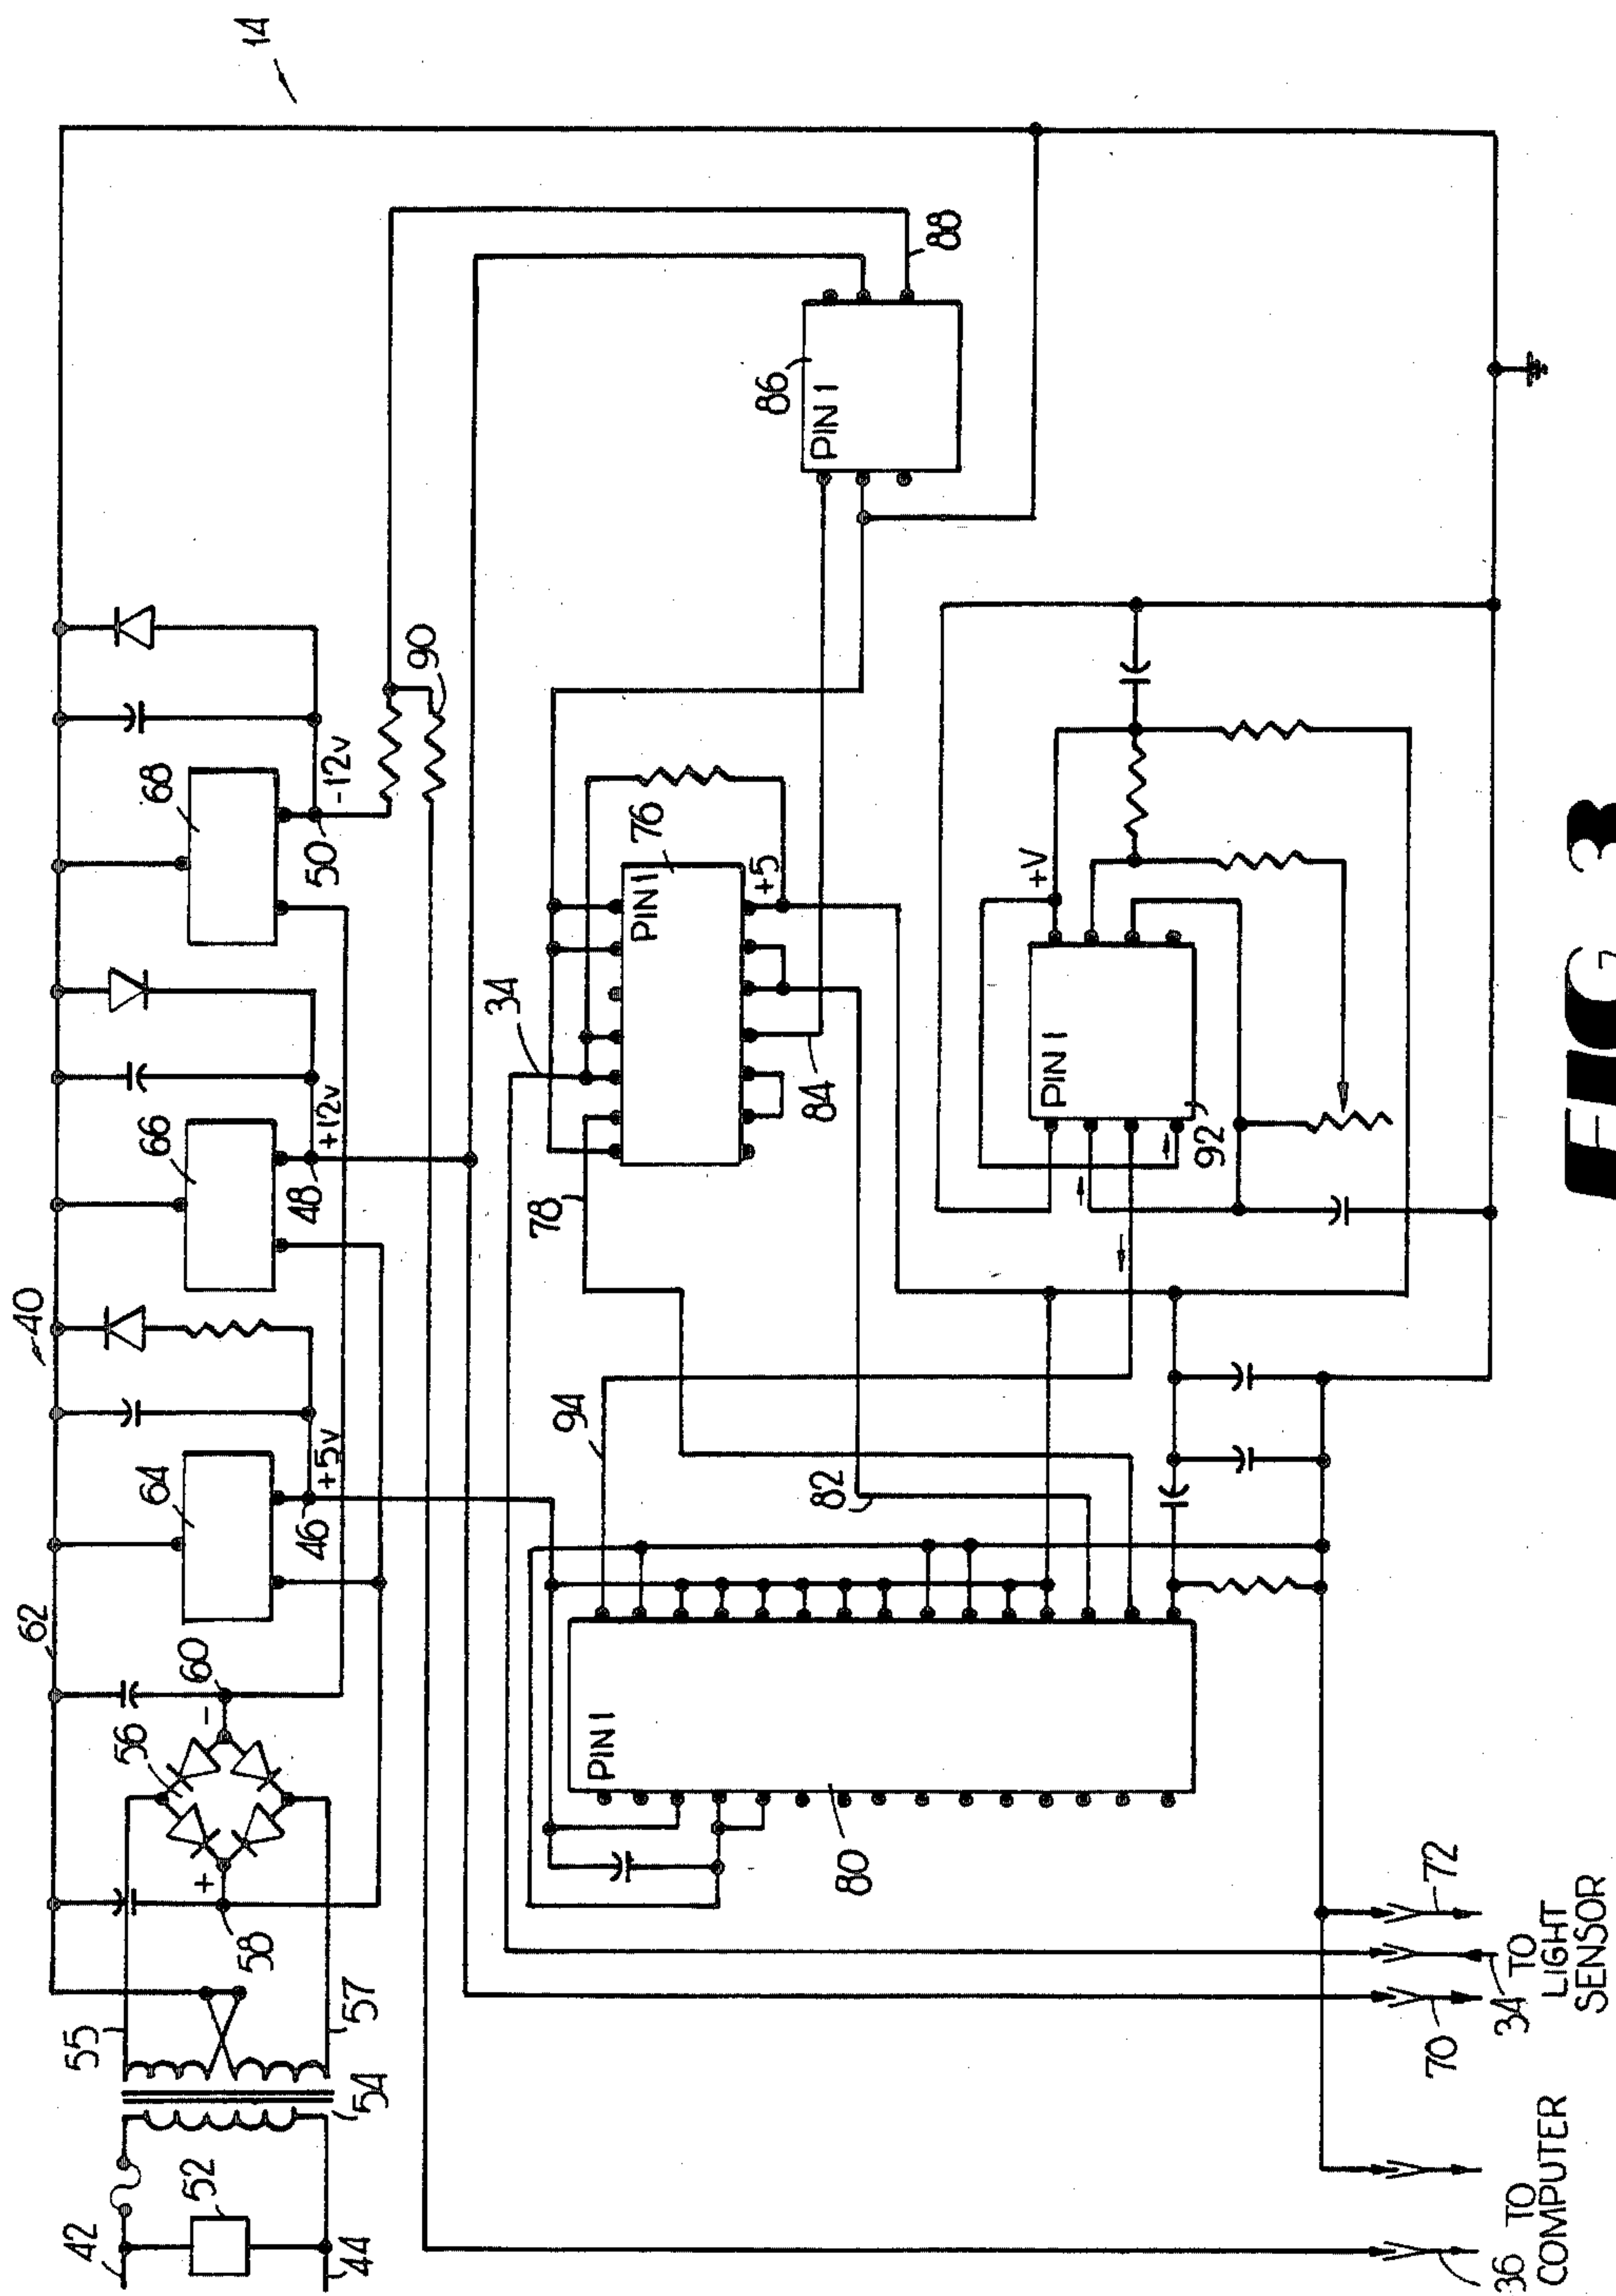 14
40
62
42
52
44
54
55
57
56
58
+
60
-
64
46
+5v
66
48
+12v
68
50
-12v
90
34
78
PIN 1
76
+5
84
86
PIN 1
88
94
82
PIN 1
80
+V
PIN 1
92
36 TO
COMPUTER
70
34 TO
LIGHT
SENSOR
72
FIG 3